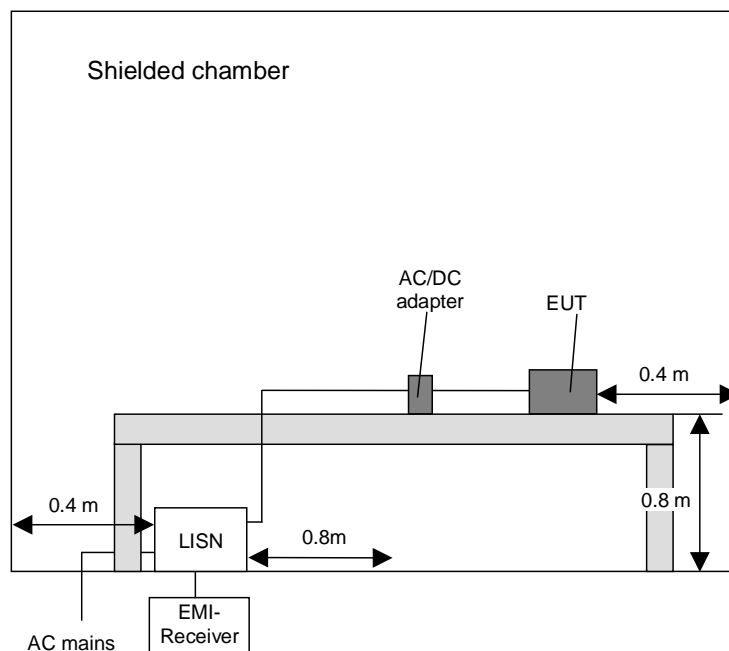 Shielded chamber
AC/DC
adapter
EUT
0.4 m
0.4 m
0.8 m
LISN
0.8m
EMI-
Receiver
AC mains